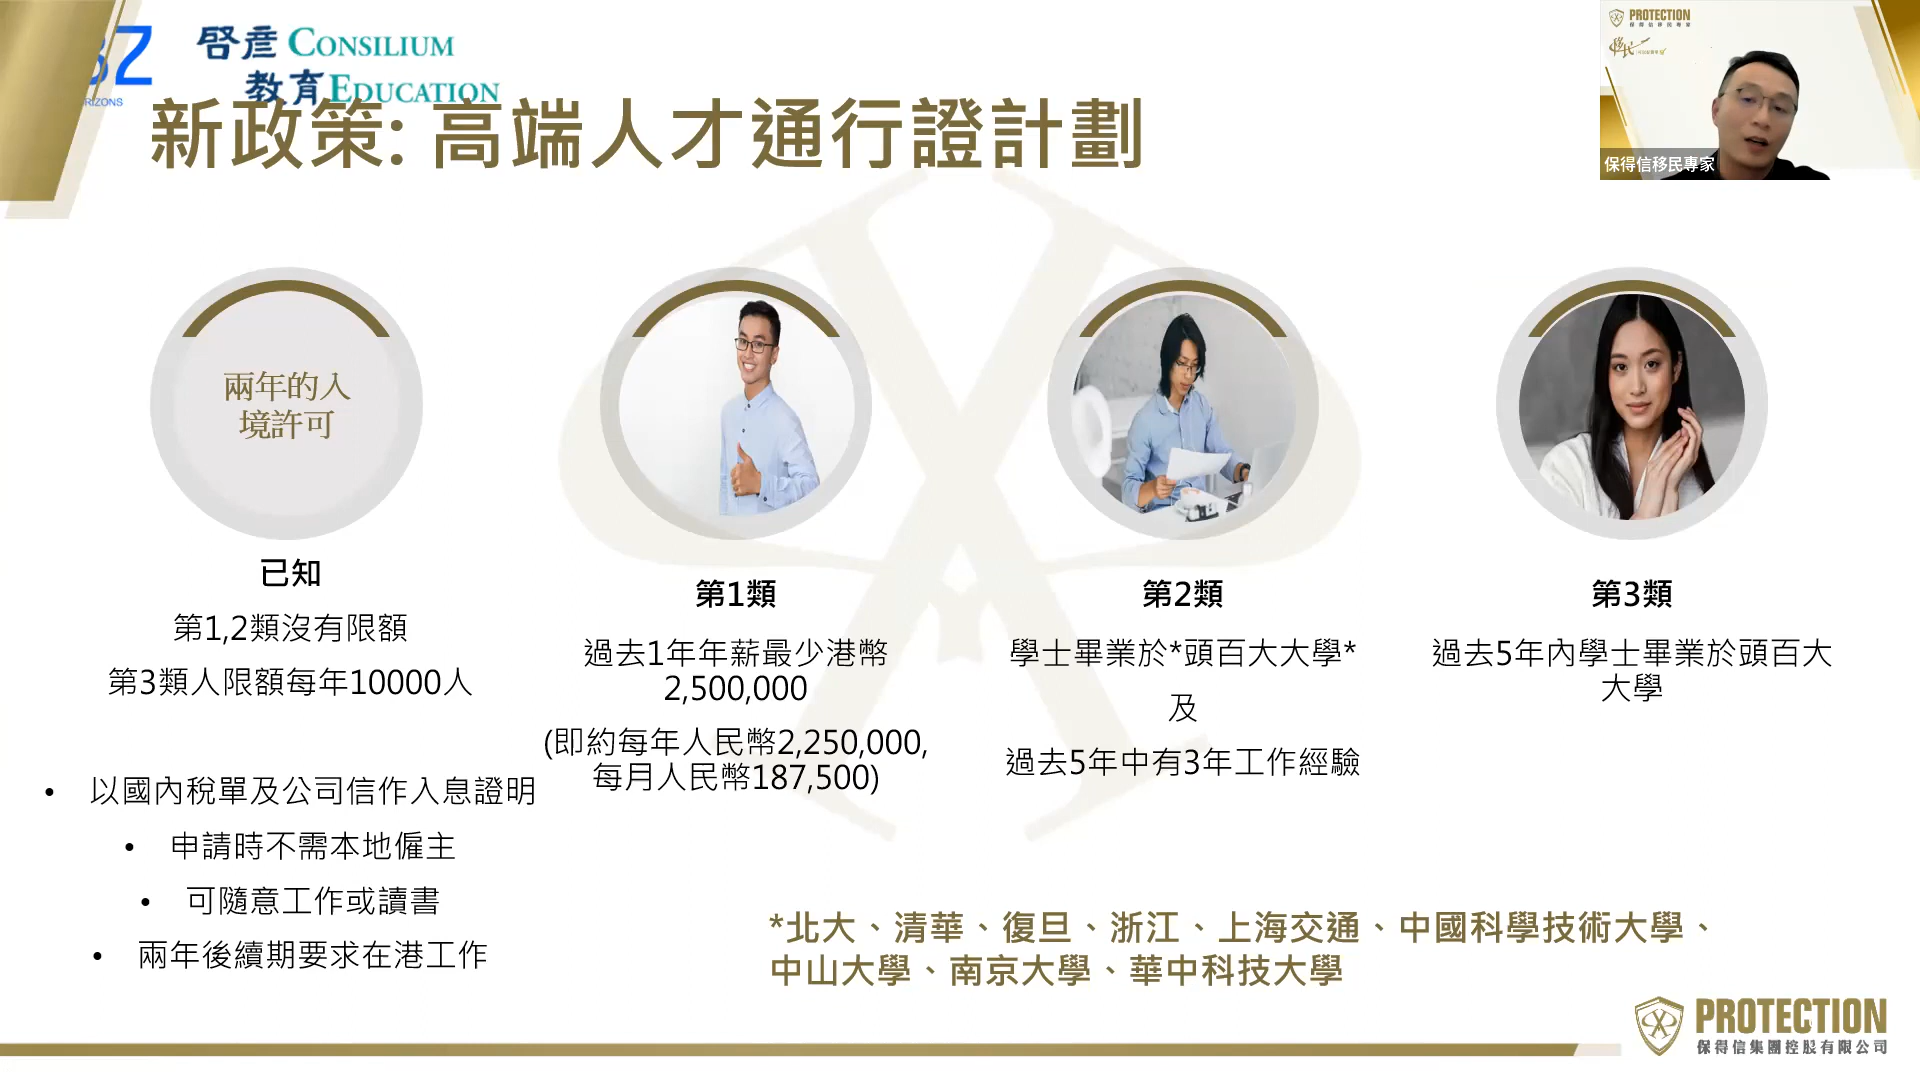 BZ
RIZONS
啓彥 CONSILIUM
教育 EDUCATION
新政策: 高端人才通行證計劃
PROTECTION
保得信移民專家
移民
保得信移民專家
兩年的入
境許可
已知
第1,2類沒有限額
第3類人限額每年10000人
• 以國內稅單及公司信作入息證明
• 申請時不需本地僱主
• 可隨意工作或讀書
• 兩年後續期要求在港工作
第1類
過去1年年薪最少港幣
2,500,000
(即約每年人民幣2,250,000,
每月人民幣187,500)
第2類
學士畢業於*頭百大大學*
及
過去5年中有3年工作經驗
第3類
過去5年內學士畢業於頭百大
大學
*北大、清華、復旦、浙江、上海交通、中國科學技術大學、
中山大學、南京大學、華中科技大學
PROTECTION
保得信集團控股有限公司